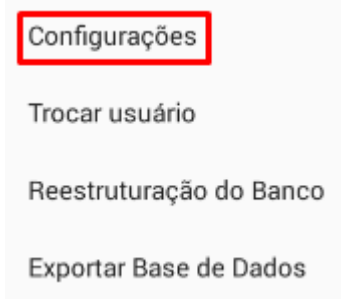 Configurações
Trocar usuário
Reestruturação do Banco
Exportar Base de Dados